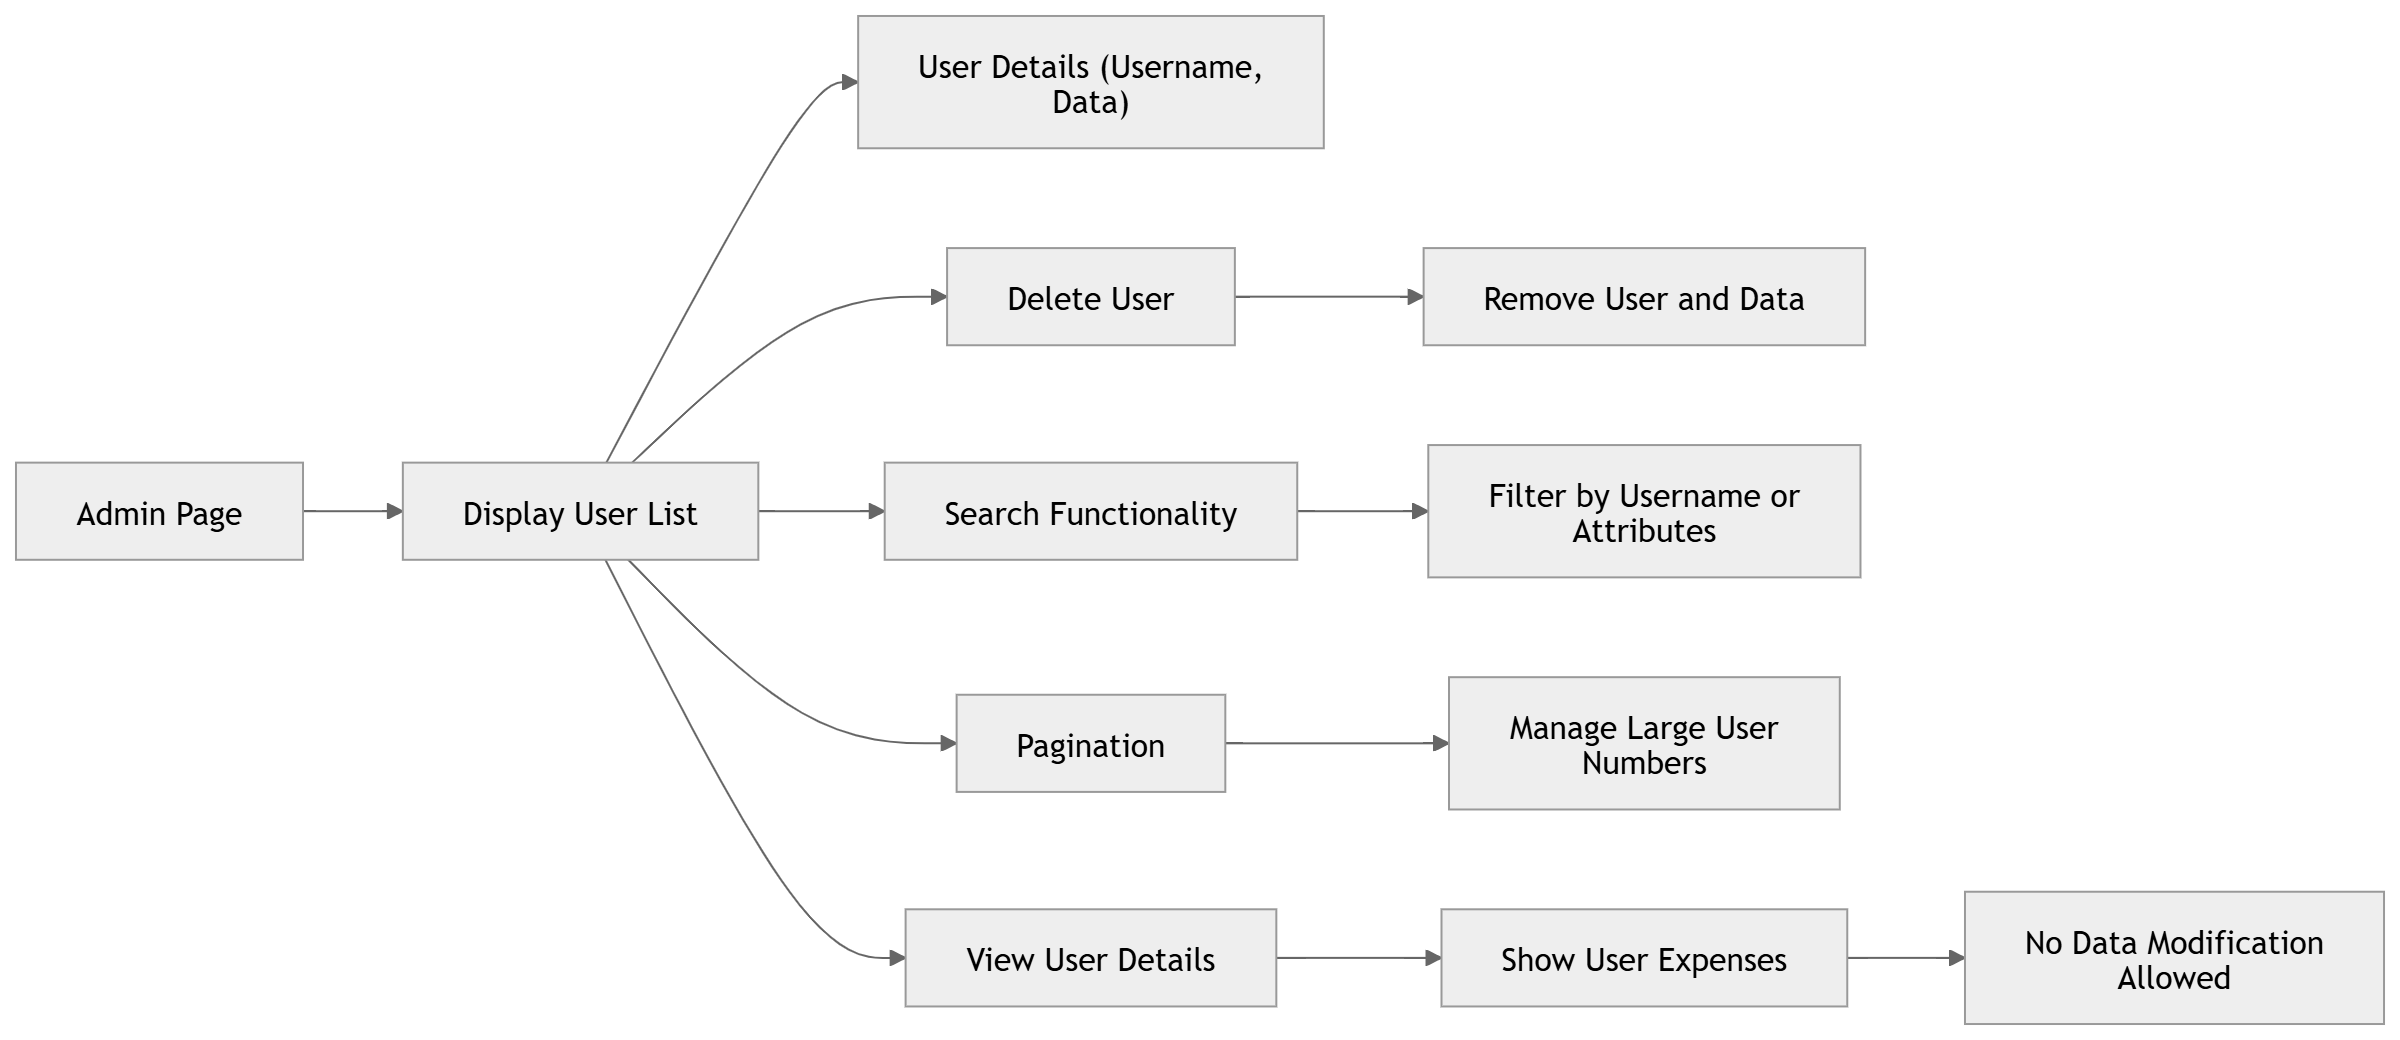 User Details (Username,
Data)
Delete User
Remove User and Data
Admin Page
Display User List
Search Functionality
Filter by Username or
Attributes
Pagination
Manage Large User
Numbers
View User Details
Show User Expenses
No Data Modification
Allowed